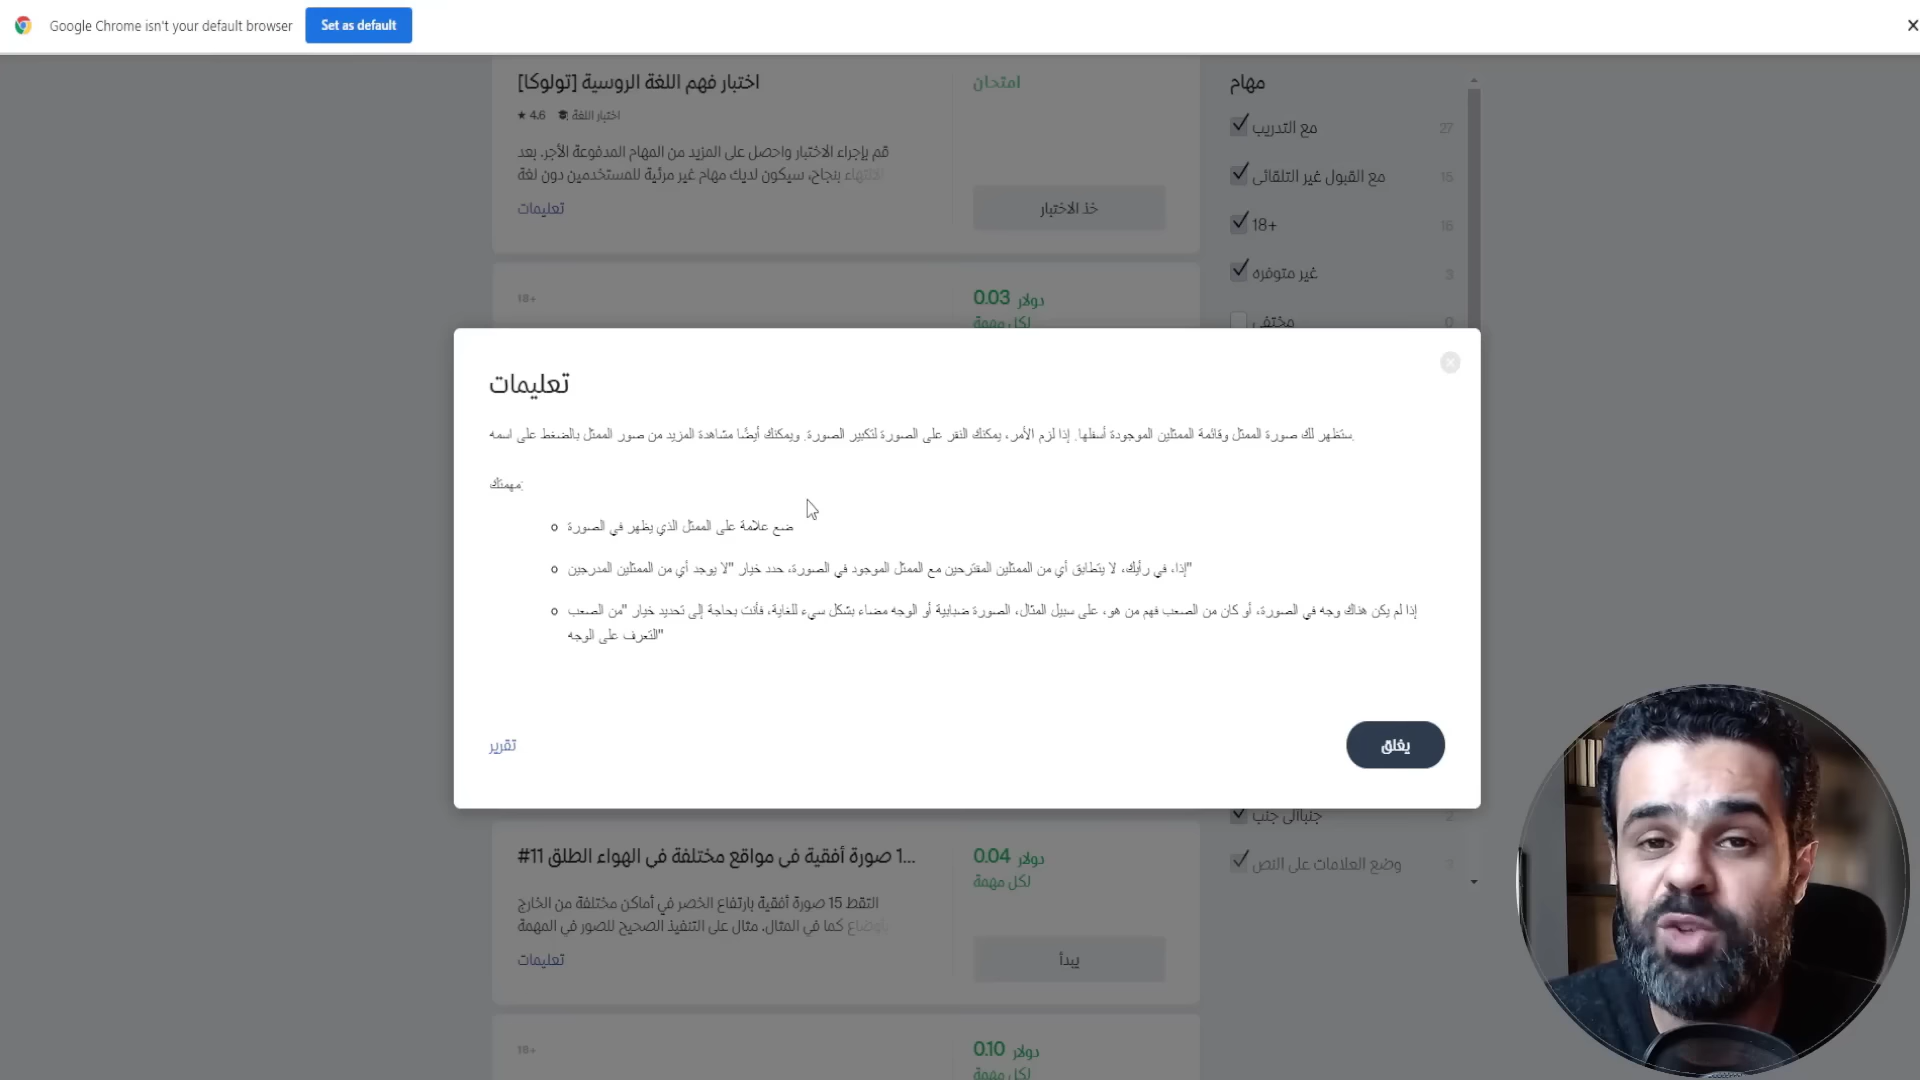 Google Chrome isn't your default browser
Set as default
اختبار فهم اللغة الروسية [تولوكا]
امتحان
4.6
اختبار اللغة
قم بإجراء الاختبار واحصل على المزيد من المهام المدفوعة الأجر. بعد
الانتهاء بنجاح، سيكون لديك مهام غير مرئية للمستخدمين دون لغة
تعليمات
خذ الاختبار
مهام
مع التدريب 27
مع القبول غير التلقائي 15
18+ 16
غير متوفره 3
مختفي 0
18+
0.03 دولار
لكل مهمة
تعليمات
ستظهر لك صورة الممثل وقائمة الممثلين الموجودة أسفلها. إذا لزم الأمر، يمكنك النقر على الصورة لتكبير الصورة. ويمكنك أيضًا مشاهدة المزيد من صور الممثل بالضغط على اسمه.
مهمتك:
ضع علامة على الممثل الذي يظهر في الصورة
إذا، في رأيك، لا يتطابق أي من الممثلين المقترحين مع الممثل الموجود في الصورة، حدد خيار "لا يوجد أي من الممثلين المدرجين"
إذا لم يكن هناك وجه في الصورة، أو كان من الصعب فهم من هو، على سبيل المثال، الصورة ضبابية أو الوجه مضاء بشكل سيء للغاية، فأنت بحاجة إلى تحديد خيار "من الصعب
التعرف على الوجه"
تقرير
يغلق
جنباالى جنب 2
وضع العلامات على النص
1 صورة أفقية في مواقع مختلفة في الهواء الطلق #11...
0.04 دولار
لكل مهمة
التقط 15 صورة أفقية بارتفاع الخصر في أماكن مختلفة من الخارج
بأوضاع كما في المثال. مثال على التنفيذ الصحيح للصور في المهمة
تعليمات
يبدأ
18+
0.10 دولار
لكل مهمة